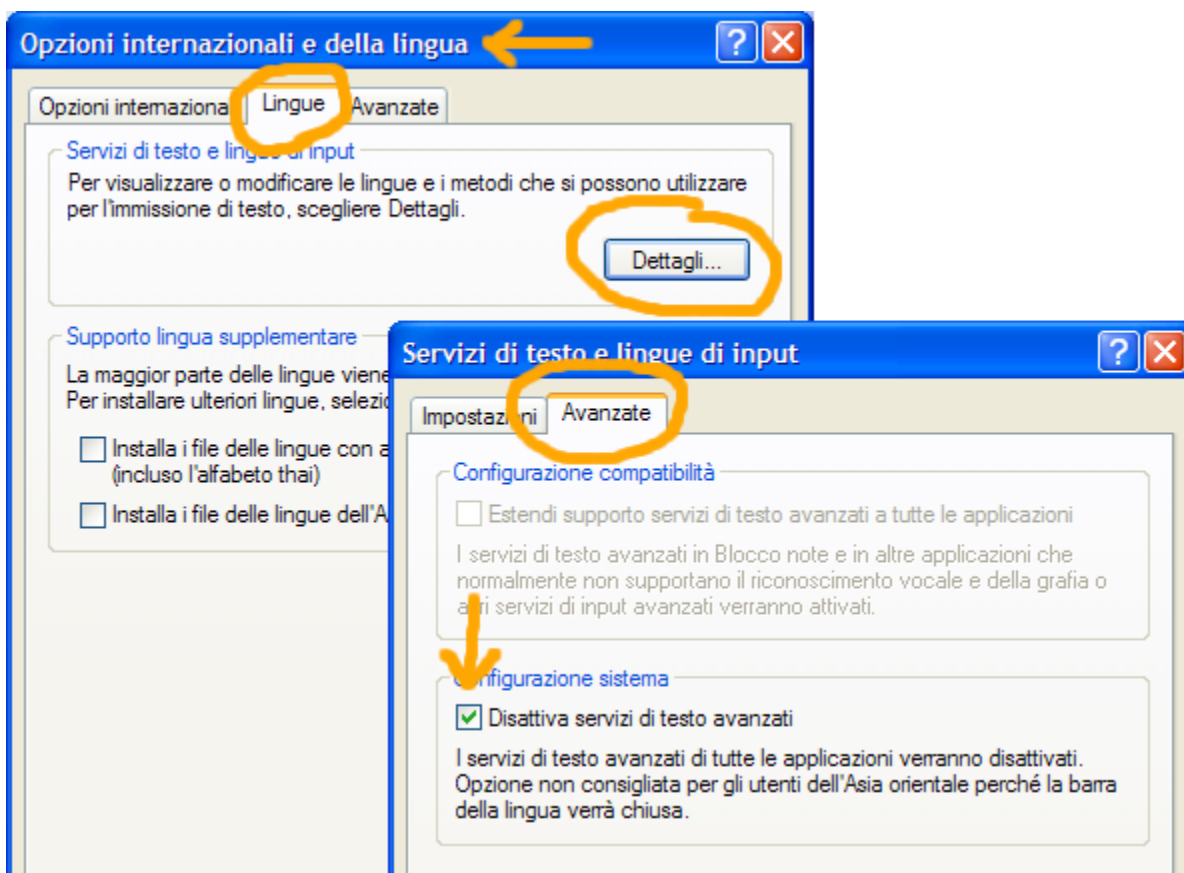 Opzioni internazionali e della lingua
Lingue
Avanzate
Servizi di testo e lingue di input
Per visualizzare o modificare le lingue e i metodi che si possono utilizzare
per l'immissione di testo, scegliere Dettagli.
Dettagli...
Supporto lingua supplementare
La maggior parte delle lingue viene
Per installare ulteriori lingue,
Installa i file delle lingue con
(incluso l'alfabeto thai)
Installa i file delle lingue
Servizi di testo e lingue di input
Impostazioni
Avanzate
Configurazione compatibilità
Estendi supporto servizi di testo avanzati a tutte le applicazioni
I servizi di testo avanzati in Blocco note e in altre applicazioni che
normalmente non supportano il riconoscimento vocale e della grafia o
altri servizi di input avanzati verranno attivati.
Configurazione sistema
Disattiva servizi di testo avanzati
I servizi di testo avanzati di tutte le applicazioni verranno disattivati.
Opzione non consigliata per gli utenti dell'Asia orientale perché la barra
della lingua verrà chiusa.